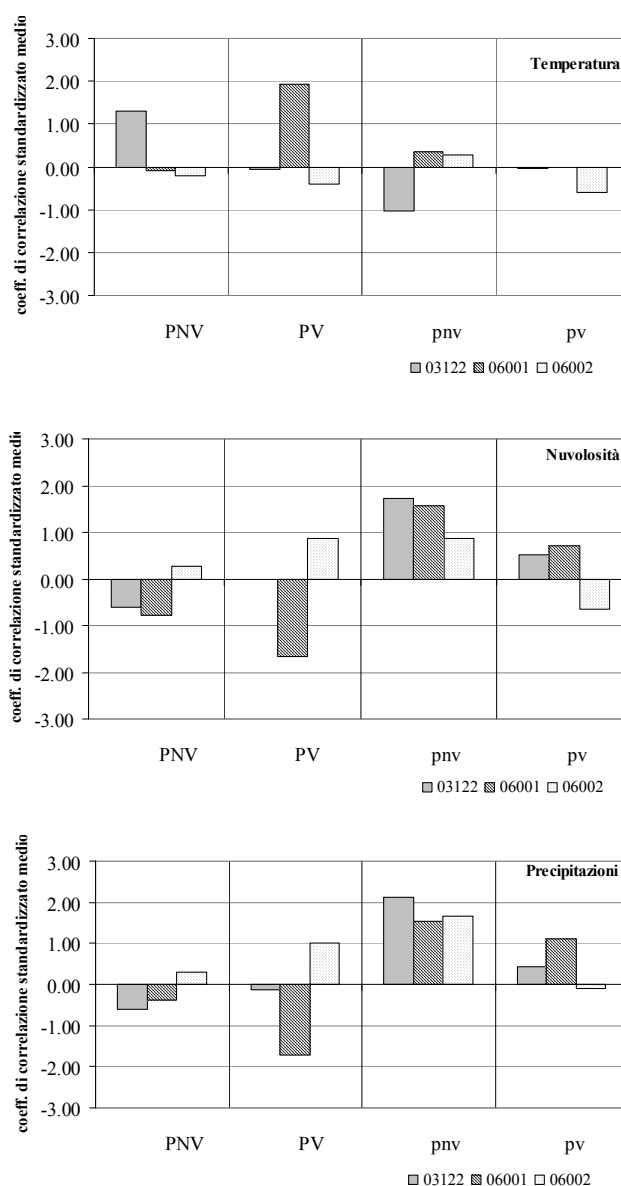 coeff. di correlazione standardizzato medio
3.00
Temperatura
2.00
1.00
0.00
-1.00
-2.00
-3.00
PNV PV pnv pv
03122 06001 06002
coeff. di correlazione standardizzato medio
3.00
Nuvolosità
2.00
1.00
0.00
-1.00
-2.00
-3.00
PNV PV pnv pv
03122 06001 06002
coeff. di correlazione standardizzato medio
3.00
Precipitazioni
2.00
1.00
0.00
-1.00
-2.00
-3.00
PNV PV pnv pv
03122 06001 06002